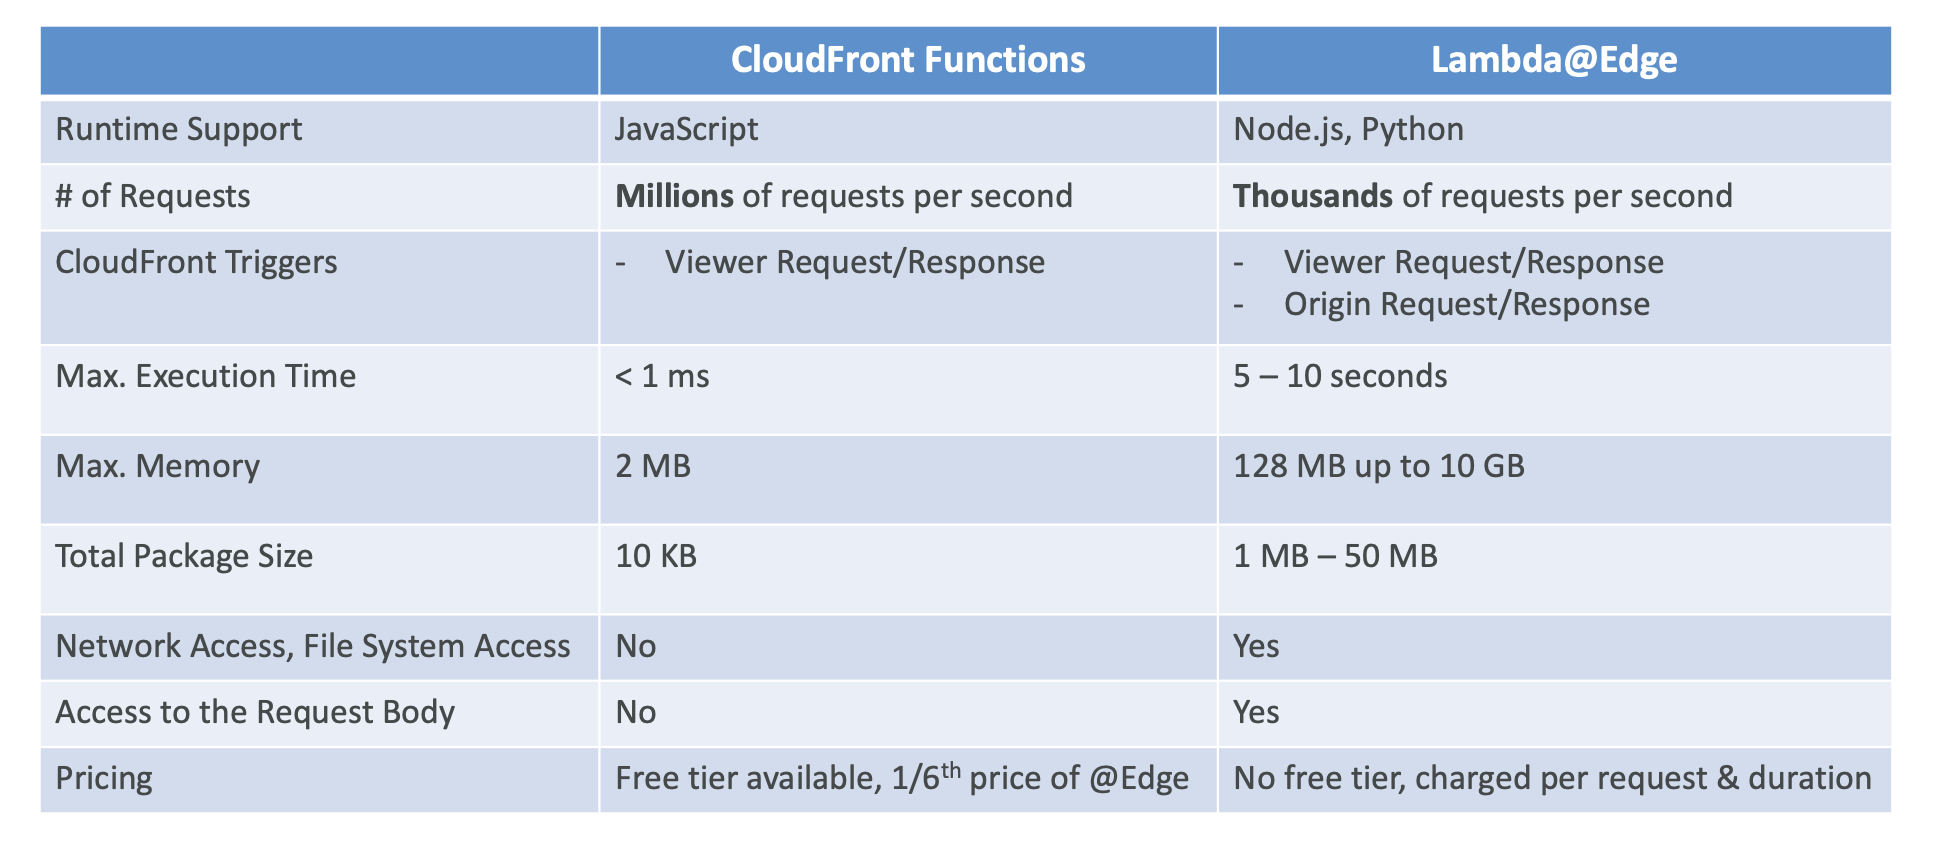 CloudFront Functions Lambda@Edge
Runtime Support JavaScript Node.js, Python
# of Requests Millions of requests per second Thousands of requests per second
CloudFront Triggers - Viewer Request/Response - Viewer Request/Response
- Origin Request/Response
Max. Execution Time < 1 ms 5 – 10 seconds
Max. Memory 2 MB 128 MB up to 10 GB
Total Package Size 10 KB 1 MB – 50 MB
Network Access, File System Access No Yes
Access to the Request Body No Yes
Pricing Free tier available, 1/6th price of @Edge No free tier, charged per request & duration